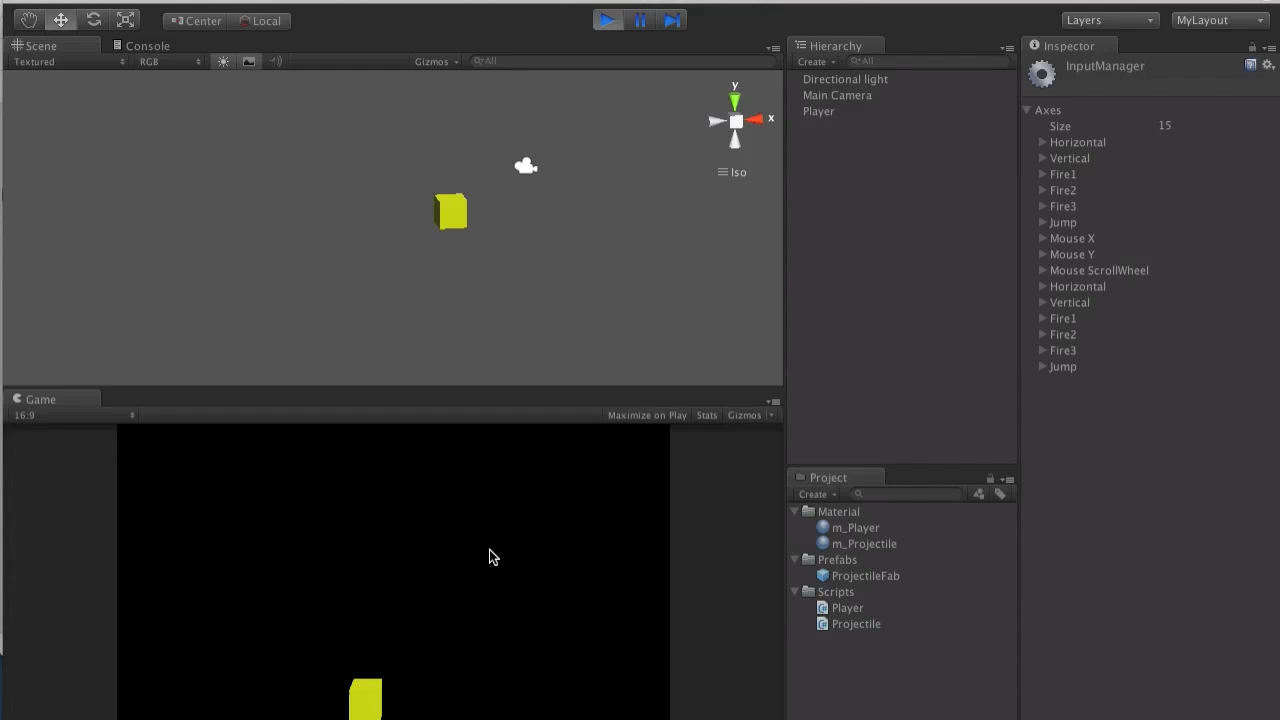 Center Local Layers MyLayout
Scene Console
Textured RGB Gizmos All
y
x
Iso
Hierarchy
Create All
Directional light
Main Camera
Player
Inspector
InputManager
Axes
Size 15
Horizontal
Vertical
Fire1
Fire2
Fire3
Jump
Mouse X
Mouse Y
Mouse ScrollWheel
Horizontal
Vertical
Fire1
Fire2
Fire3
Jump
Game
16:9 Maximize on Play Stats Gizmos
Project
Create
Material
m_Player
m_Projectile
Prefabs
ProjectileFab
Scripts
Player
Projectile